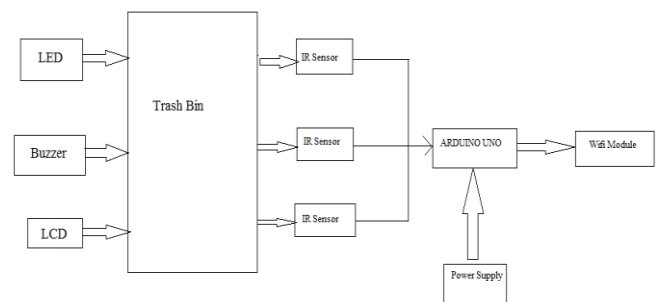 LED
Buzzer
LCD
Trash Bin
IR Sensor
IR Sensor
IR Sensor
ARDUINO UNO
Wifi Module
Power Supply